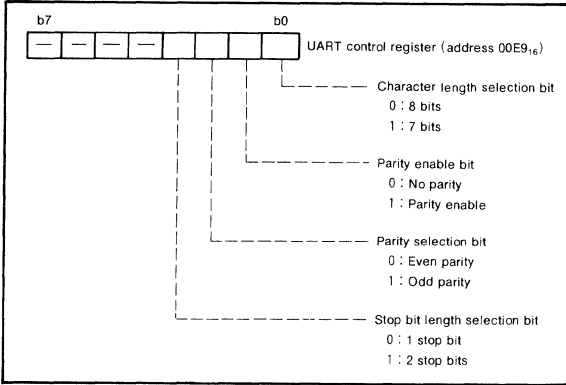 b7 b0
— — — — UART control register (address 00E9₁₆)
Character length selection bit
0 : 8 bits
1 : 7 bits
Parity enable bit
0 : No parity
1 : Parity enable
Parity selection bit
0 : Even parity
1 : Odd parity
Stop bit length selection bit
0 : 1 stop bit
1 : 2 stop bits